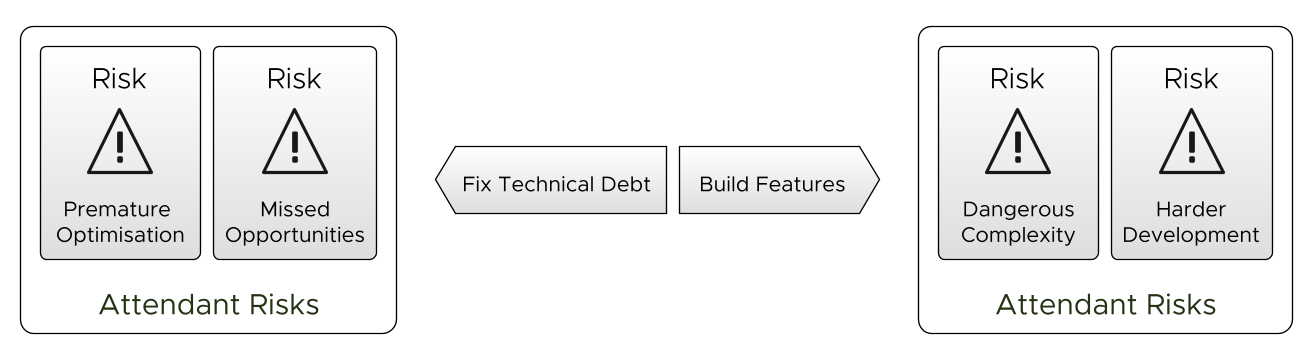 Risk
Premature
Optimisation
Risk
Missed
Opportunities
Attendant Risks
Fix Technical Debt
Build Features
Risk
Dangerous
Complexity
Risk
Harder
Development
Attendant Risks